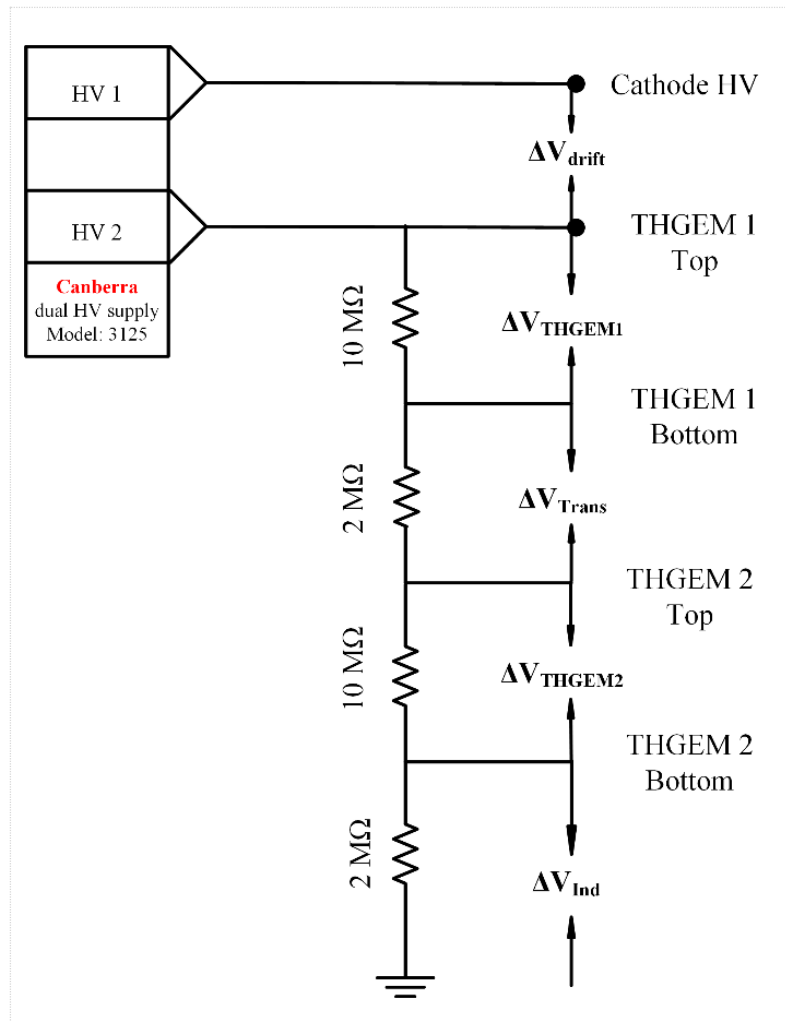 HV 1
Cathode HV
ΔVdrift
HV 2
THGEM 1
Top
Canberra
dual HV supply
Model: 3125
10 MΩ
ΔVTHGEM1
THGEM 1
Bottom
2 MΩ
ΔVTrans
THGEM 2
Top
10 MΩ
ΔVTHGEM2
THGEM 2
Bottom
2 MΩ
ΔVInd